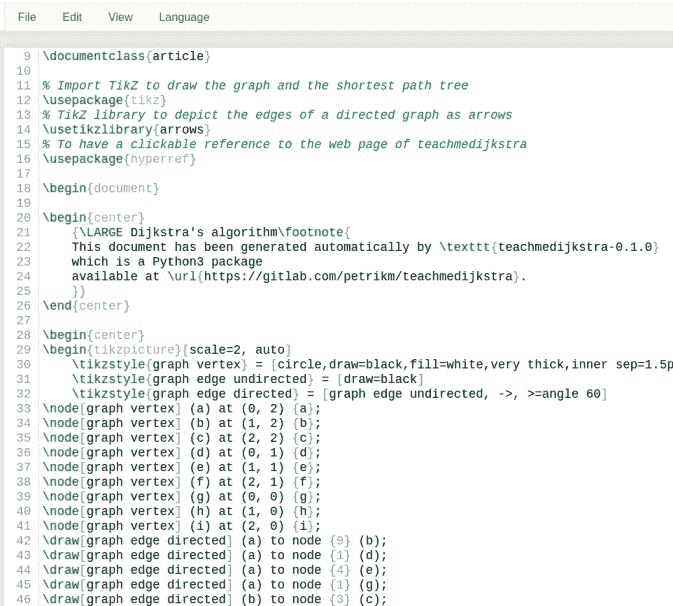 File Edit View Language
9 \documentclass{article}
10
11 % Import TikZ to draw the graph and the shortest path tree
12 \usepackage{tikz}
13 % TikZ library to depict the edges of a directed graph as arrows
14 \usetikzlibrary{arrows}
15 % To have a clickable reference to the web page of teachmedijkstra
16 \usepackage{hyperref}
17
18 \begin{document}
19
20 \begin{center}
21     {\LARGE Dijkstra's algorithm\footnote{
22     This document has been generated automatically by \texttt{teachmedijkstra-0.1.0}
23     which is a Python3 package
24     available at \url{https://gitlab.com/petrikm/teachmedijkstra}.
25     }}
26 \end{center}
27
28 \begin{center}
29 \begin{tikzpicture}[scale=2, auto]
30     \tikzstyle{graph vertex} = [circle,draw=black,fill=white,very thick,inner sep=1.5p
31     \tikzstyle{graph edge undirected} = [draw=black]
32     \tikzstyle{graph edge directed} = [graph edge undirected, ->, >=angle 60]
33 \node[graph vertex] (a) at (0, 2) {a};
34 \node[graph vertex] (b) at (1, 2) {b};
35 \node[graph vertex] (c) at (2, 2) {c};
36 \node[graph vertex] (d) at (0, 1) {d};
37 \node[graph vertex] (e) at (1, 1) {e};
38 \node[graph vertex] (f) at (2, 1) {f};
39 \node[graph vertex] (g) at (0, 0) {g};
40 \node[graph vertex] (h) at (1, 0) {h};
41 \node[graph vertex] (i) at (2, 0) {i};
42 \draw[graph edge directed] (a) to node {9} (b);
43 \draw[graph edge directed] (a) to node {1} (d);
44 \draw[graph edge directed] (a) to node {4} (e);
45 \draw[graph edge directed] (a) to node {1} (g);
46 \draw[graph edge directed] (b) to node {3} (c);